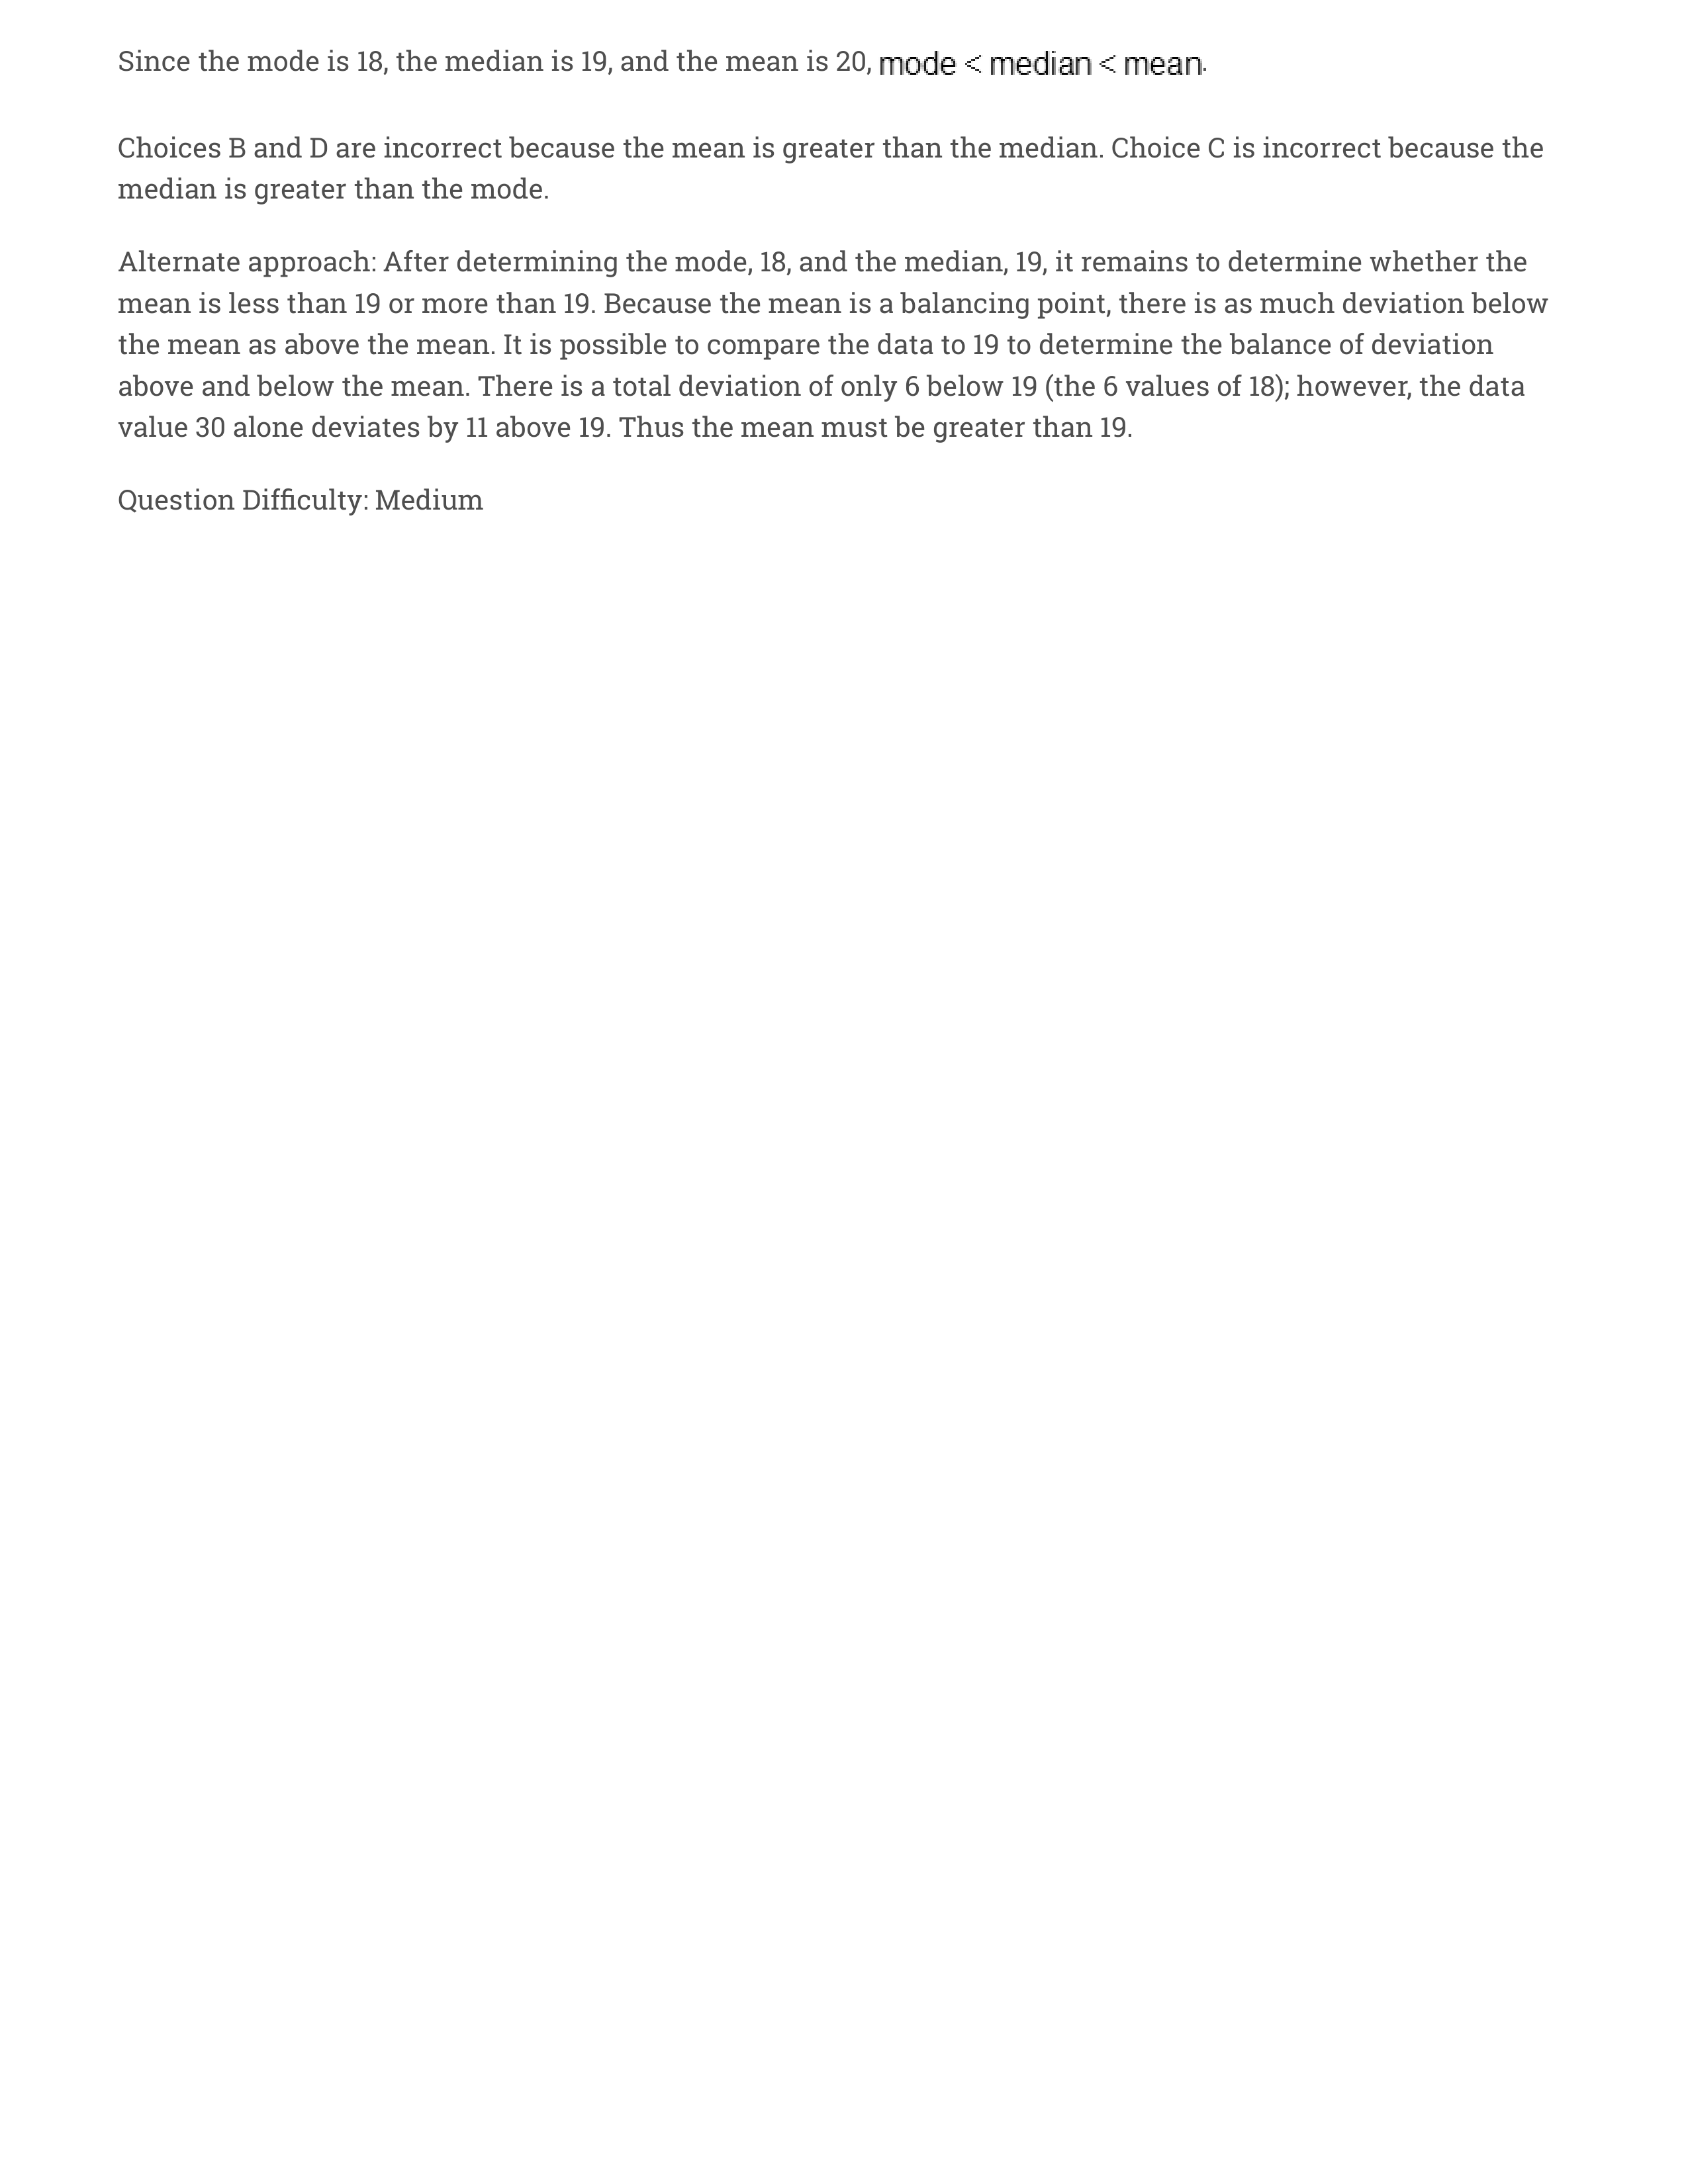 Since the mode is 18, the median is 19, and the mean is 20, mode < median < mean.
Choices B and D are incorrect because the mean is greater than the median. Choice C is incorrect because the
median is greater than the mode.
Alternate approach: After determining the mode, 18, and the median, 19, it remains to determine whether the
mean is less than 19 or more than 19. Because the mean is a balancing point, there is as much deviation below
the mean as above the mean. It is possible to compare the data to 19 to determine the balance of deviation
above and below the mean. There is a total deviation of only 6 below 19 (the 6 values of 18); however, the data
value 30 alone deviates by 11 above 19. Thus the mean must be greater than 19.
Question Difficulty: Medium